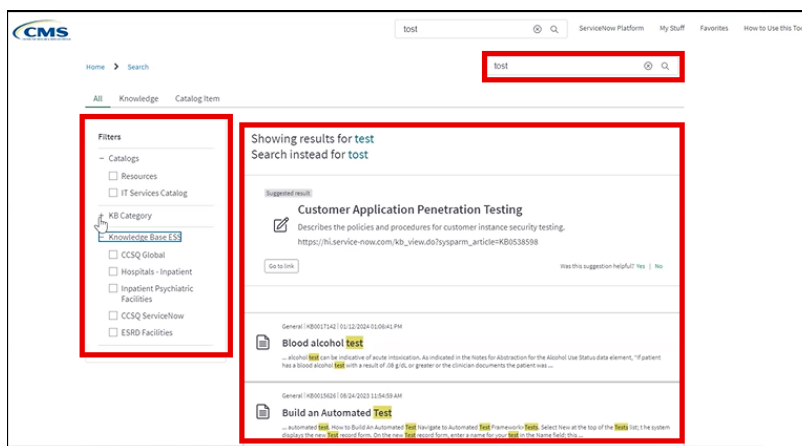 CMS
tost
ServiceNow Platform My Stuff Favorites How to Use this Too
Home > Search
tost
All Knowledge Catalog Item
Filters
− Catalogs
Resources
IT Services Catalog
KB Category
− Knowledge Base ESS
CCSQ Global
Hospitals - Inpatient
Inpatient Psychiatric
Facilities
CCSQ ServiceNow
ESRD Facilities
Showing results for test
Search instead for tost
Suggested result
Customer Application Penetration Testing
Describes the policies and procedures for customer instance security testing.
https://hi.service-now.com/kb_view.do?sysparm_article=KB0538598
Go to link
Was this suggestion helpful? Yes | No
General | KB0017142 | 01/12/2024 01:06:41 PM
Blood alcohol test
... alcohol test can be indicative of acute intoxication. As indicated in the Notes for Abstraction for the Alcohol Use Status data element, "If patient
has a blood alcohol test with a result of .08 g/dL or greater or the clinician documents the patient was ...
General | KB0015626 | 08/24/2023 11:54:59 AM
Build an Automated Test
... automated test. How to Build An Automated Test Navigate to Automated Test Framework>Tests. Select New at the top of the Tests list; the system
displays the new Test record form. On the new Test record form, enter a name for your test in the Name field; this ...